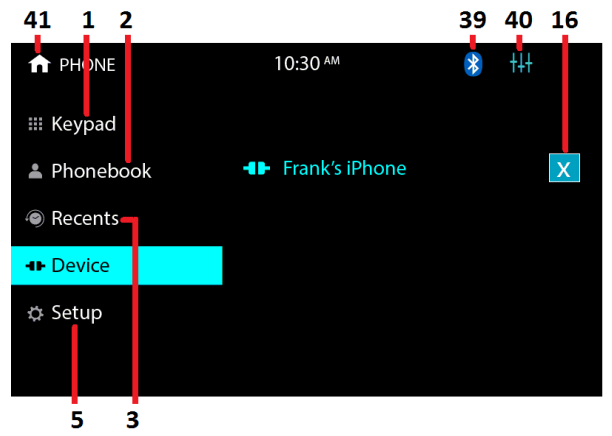 41 1 2 39 40 16
PHONE 10:30 AM
Keypad
Phonebook Frank's iPhone X
Recents
Device
Setup
5 3